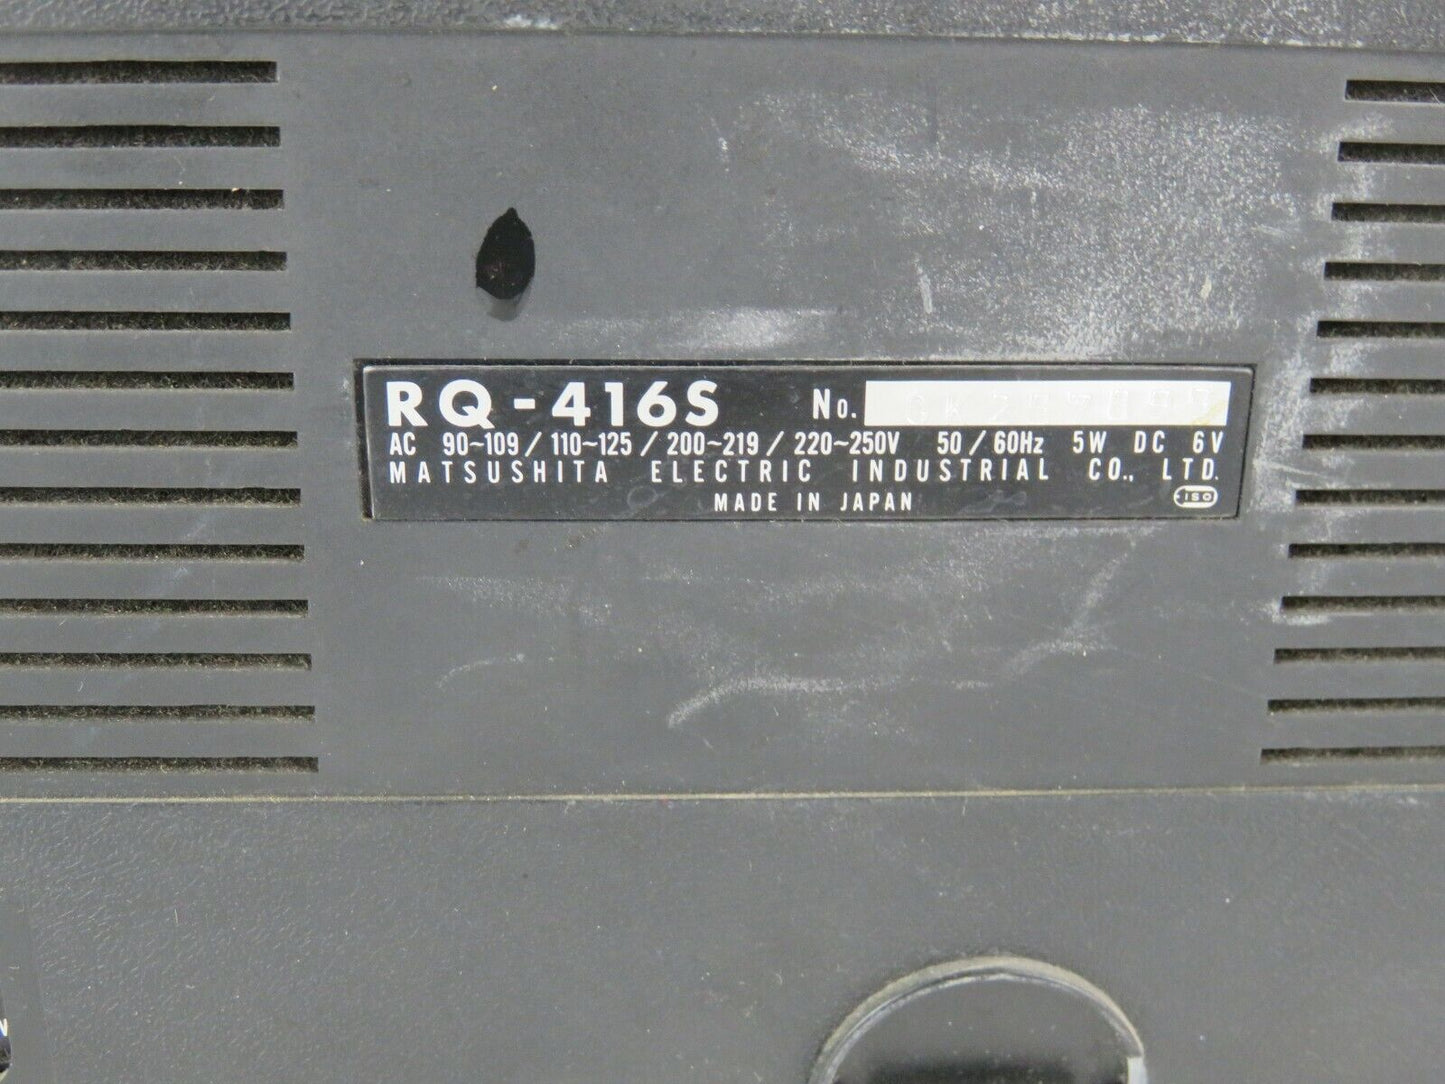 RQ-416S No.
AC 90~109/110~125/200~219/220~250V 50/60Hz 5W DC 6V
MATSUSHITA ELECTRIC INDUSTRIAL CO., LTD.
MADE IN JAPAN
ISO